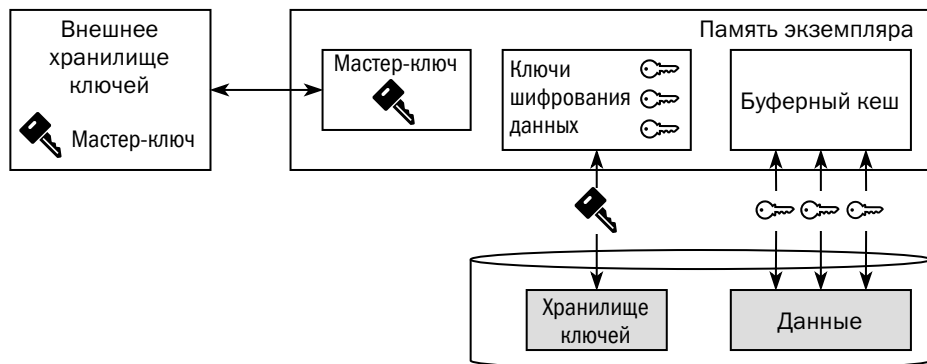 Внешнее
хранилище
ключей
Мастер-ключ
Память экземпляра
Мастер-ключ
Ключи
шифрования
данных
Буферный кеш
Хранилище
ключей
Данные